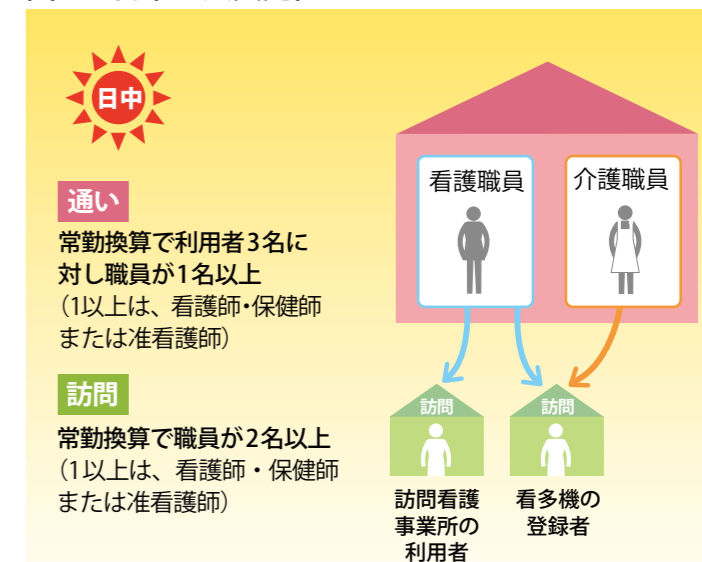 日中
通い
常勤換算で利用者3名に
対し職員が1名以上
（1以上は、看護師・保健師
または准看護師）
訪問
常勤換算で職員が2名以上
（1以上は、看護師・保健師
または准看護師）
看護職員
介護職員
訪問
訪問
訪問看護
事業所の
利用者
看多機の
登録者